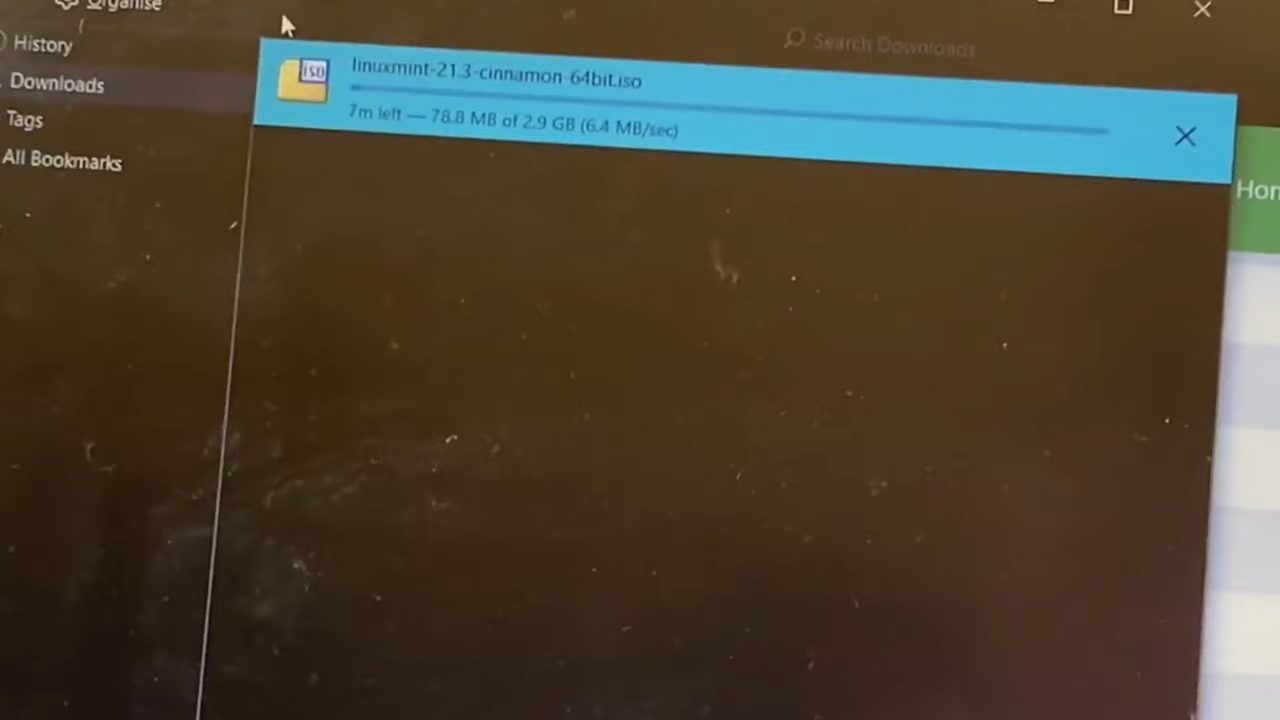 Organise
History
Downloads
Tags
All Bookmarks
Search Downloads
iso
linuxmint-21.3-cinnamon-64bit.iso
7m left — 78.8 MB of 2.9 GB (6.4 MB/sec)